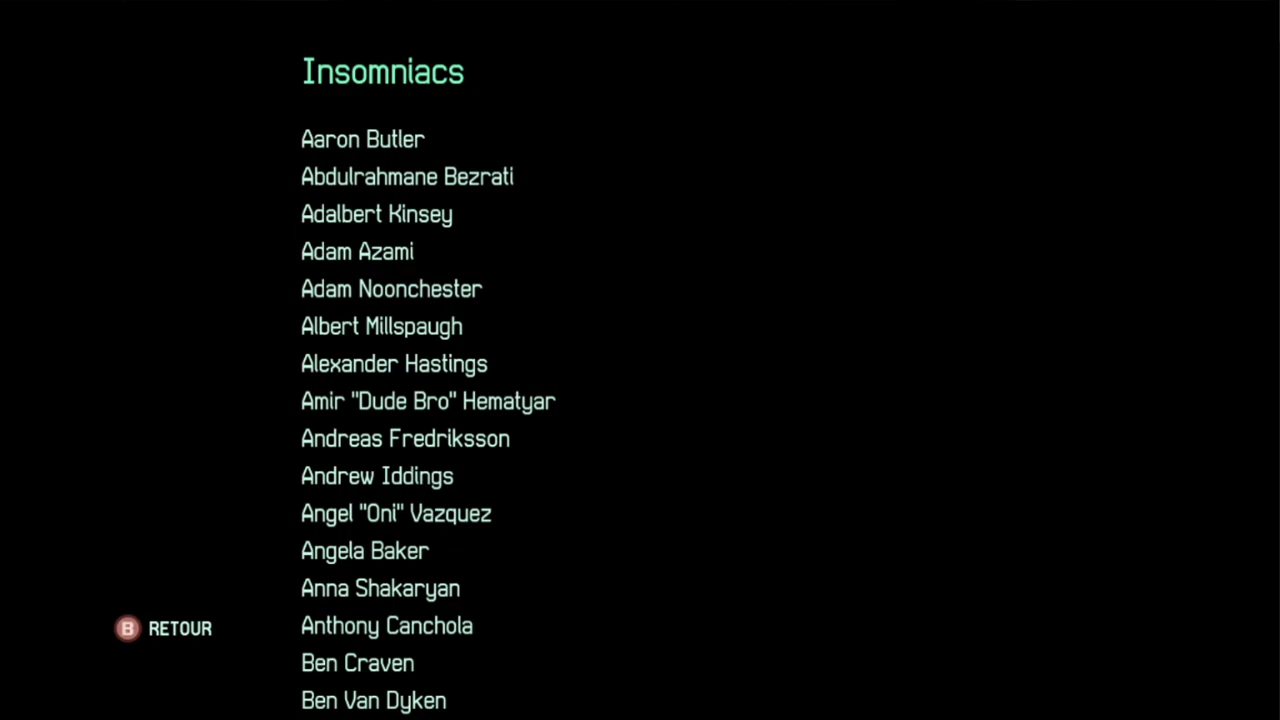 Insomniacs
Aaron Butler
Abdulrahmane Bezrati
Adalbert Kinsey
Adam Azami
Adam Noonchester
Albert Millspaugh
Alexander Hastings
Amir "Dude Bro" Hematyar
Andreas Fredriksson
Andrew Iddings
Angel "Oni" Vazquez
Angela Baker
Anna Shakaryan
Anthony Canchola
B RETOUR
Ben Craven
Ben Van Dyken